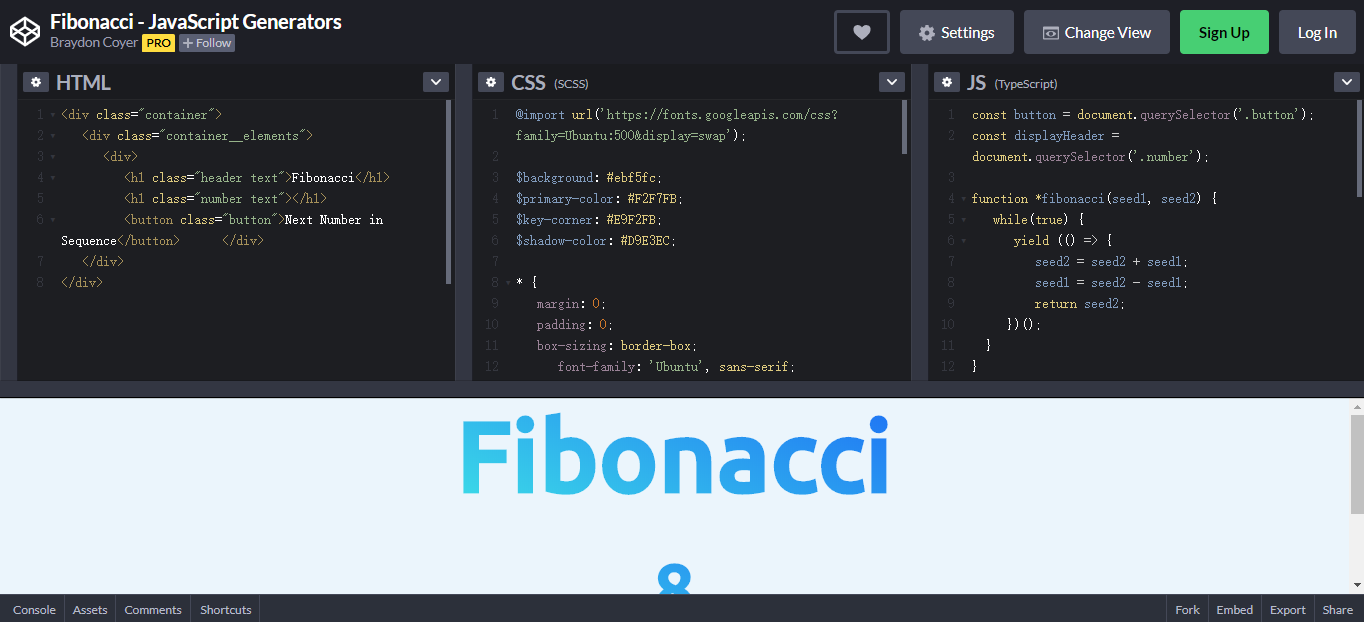 Fibonacci - JavaScript Generators
Braydon Coyer PRO + Follow
Settings
Change View
Sign Up
Log In
HTML
1 <div class="container">
2 <div class="container__elements">
3 <div>
4 <h1 class="header text">Fibonacci</h1>
5 <h1 class="number text"></h1>
6 <button class="button">Next Number in
Sequence</button> </div>
7 </div>
8 </div>
CSS (SCSS)
1 @import url('https://fonts.googleapis.com/css?
family=Ubuntu:500&display=swap');
2
3 $background: #ebf5fc;
4 $primary-color: #F2F7FB;
5 $key-corner: #E9F2FB;
6 $shadow-color: #D9E3EC;
7
8 * {
9 margin: 0;
10 padding: 0;
11 box-sizing: border-box;
12 font-family: 'Ubuntu', sans-serif;
JS (TypeScript)
1 const button = document.querySelector('.button');
2 const displayHeader =
document.querySelector('.number');
3
4 function *fibonacci(seed1, seed2) {
5 while(true) {
6 yield (() => {
7 seed2 = seed2 + seed1;
8 seed1 = seed2 - seed1;
9 return seed2;
10 })();
11 }
12 }
Fibonacci
8
Console
Assets
Comments
Shortcuts
Fork
Embed
Export
Share